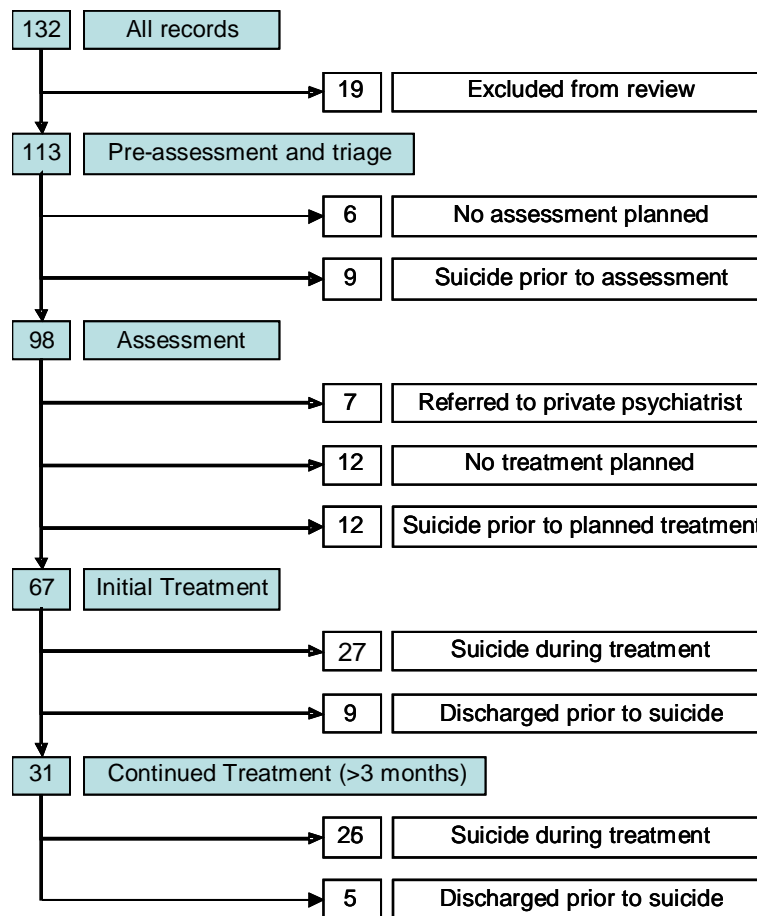 132 All records
19 Excluded from review
113 Pre-assessment and triage
6 No assessment planned
9 Suicide prior to assessment
98 Assessment
7 Referred to private psychiatrist
12 No treatment planned
12 Suicide prior to planned treatment
67 Initial Treatment
27 Suicide during treatment
9 Discharged prior to suicide
31 Continued Treatment (>3 months)
26 Suicide during treatment
5 Discharged prior to suicide